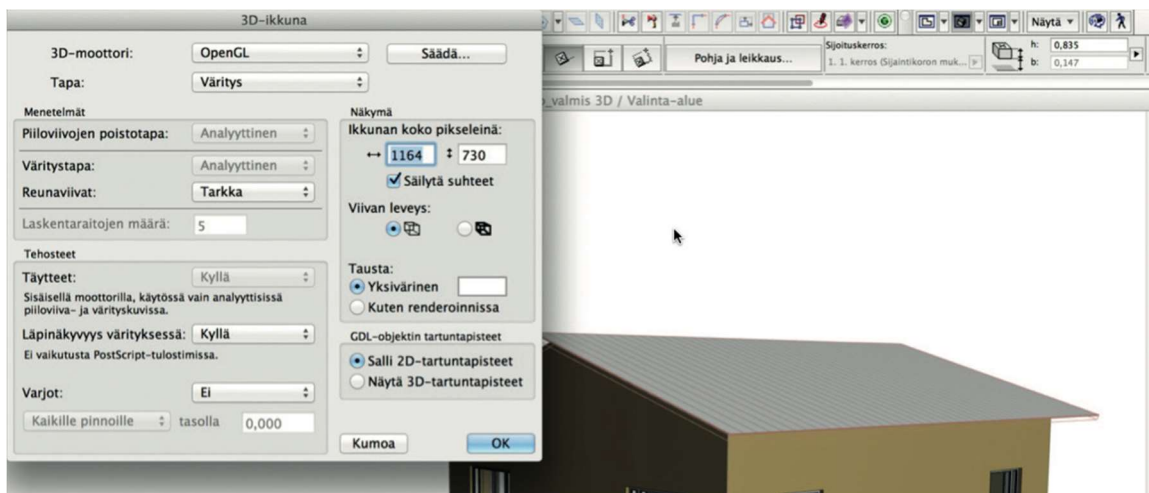 3D-ikkuna
3D-moottori: OpenGL Säädä...
Tapa: Väritys
Menetelmät
Piiloviivojen poistotapa: Analyyttinen
Väritystapa: Analyyttinen
Reunaviivat: Tarkka
Laskentaraitojen määrä: 5
Tehosteet
Täytteet: Kyllä
Sisäisellä moottorilla, käytössä vain analyyttisissä
piiloviiva- ja värityskuvissa.
Läpinäkyvyys värityksessä: Kyllä
Ei vaikutusta PostScript-tulostimissa.
Varjot: Ei
Kaikille pinnoille tasolla 0,000
Näkymä
Ikkunan koko pikseleinä:
1164 730
Säilytä suhteet
Viivan leveys:
Tausta:
Yksivärinen
Kuten renderoinnissa
GDL-objektin tartuntapisteet
Salli 2D-tartuntapisteet
Näytä 3D-tartuntapisteet
Kumoa OK
Näytä
Pohja ja leikkaus...
Sijoituskerros:
1. 1. kerros (Sijaintikoron muk...
h: 0,835
b: 0,147
_valmis 3D / Valinta-alue